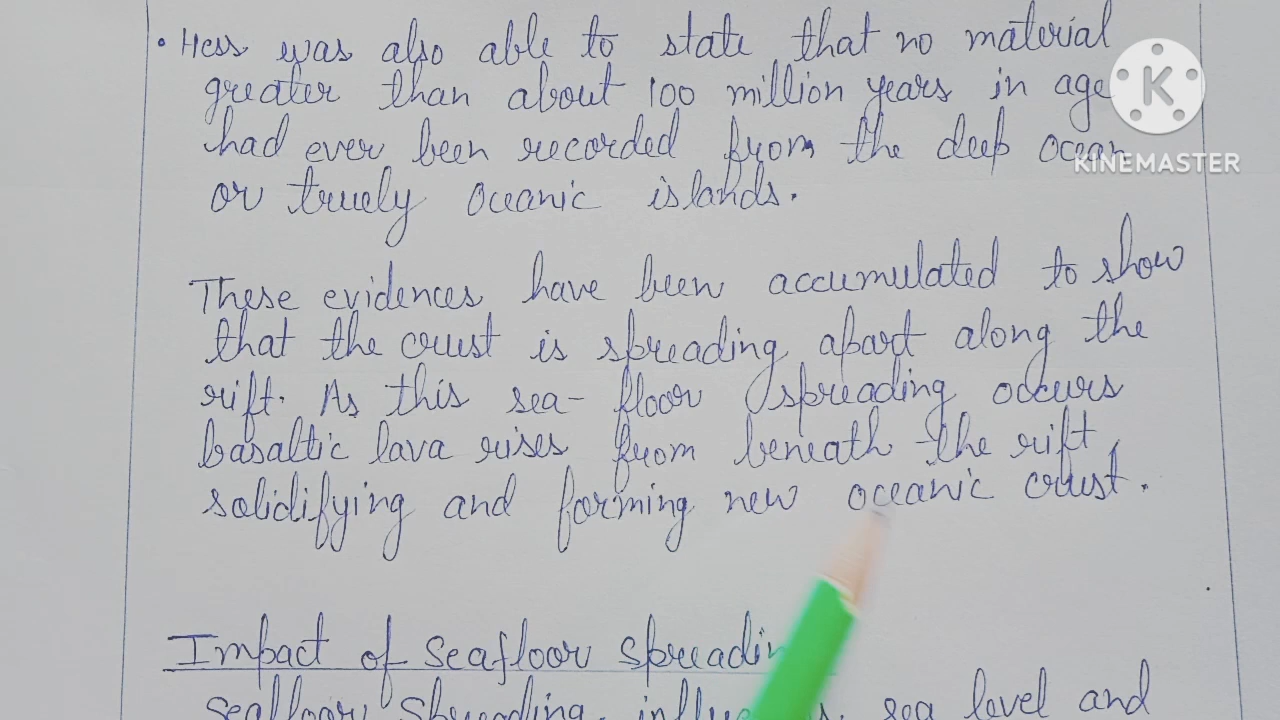 • Hess was also able to state that no material
greater than about 100 million years in age
had ever been recorded from the deep ocean
or truely oceanic islands.
These evidences have been accumulated to show
that the crust is spreading apart along the
rift. As this sea-floor spreading occurs
basaltic lava rises from beneath the rift,
solidifying and forming new oceanic crust.
Impact of seafloor spreadin
seafloor spreading sea level and
K
KINEMASTER